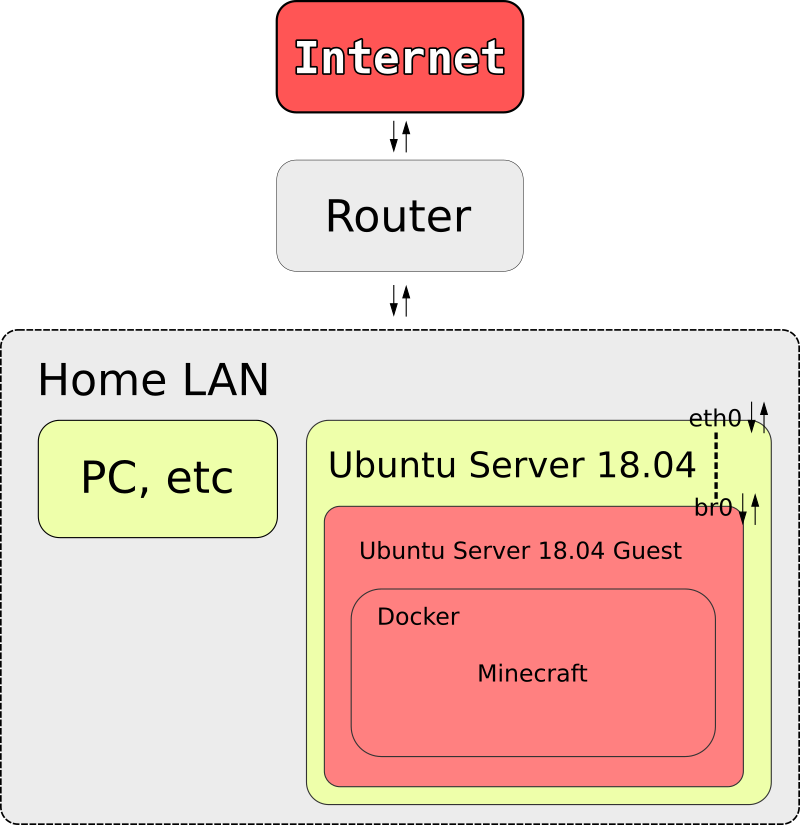 Internet
Router
Home LAN
PC, etc
eth0
Ubuntu Server 18.04
br0
Ubuntu Server 18.04 Guest
Docker
Minecraft